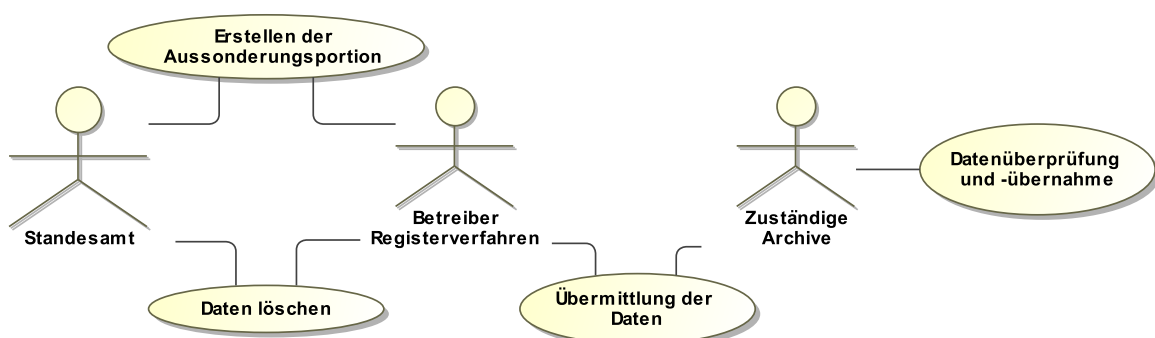 Erstellen der
Aussonderungsportion
Datenüberprüfung
und -übernahme
Standesamt
Betreiber
Registerverfahren
Zuständige
Archive
Daten löschen
Übermittlung der
Daten